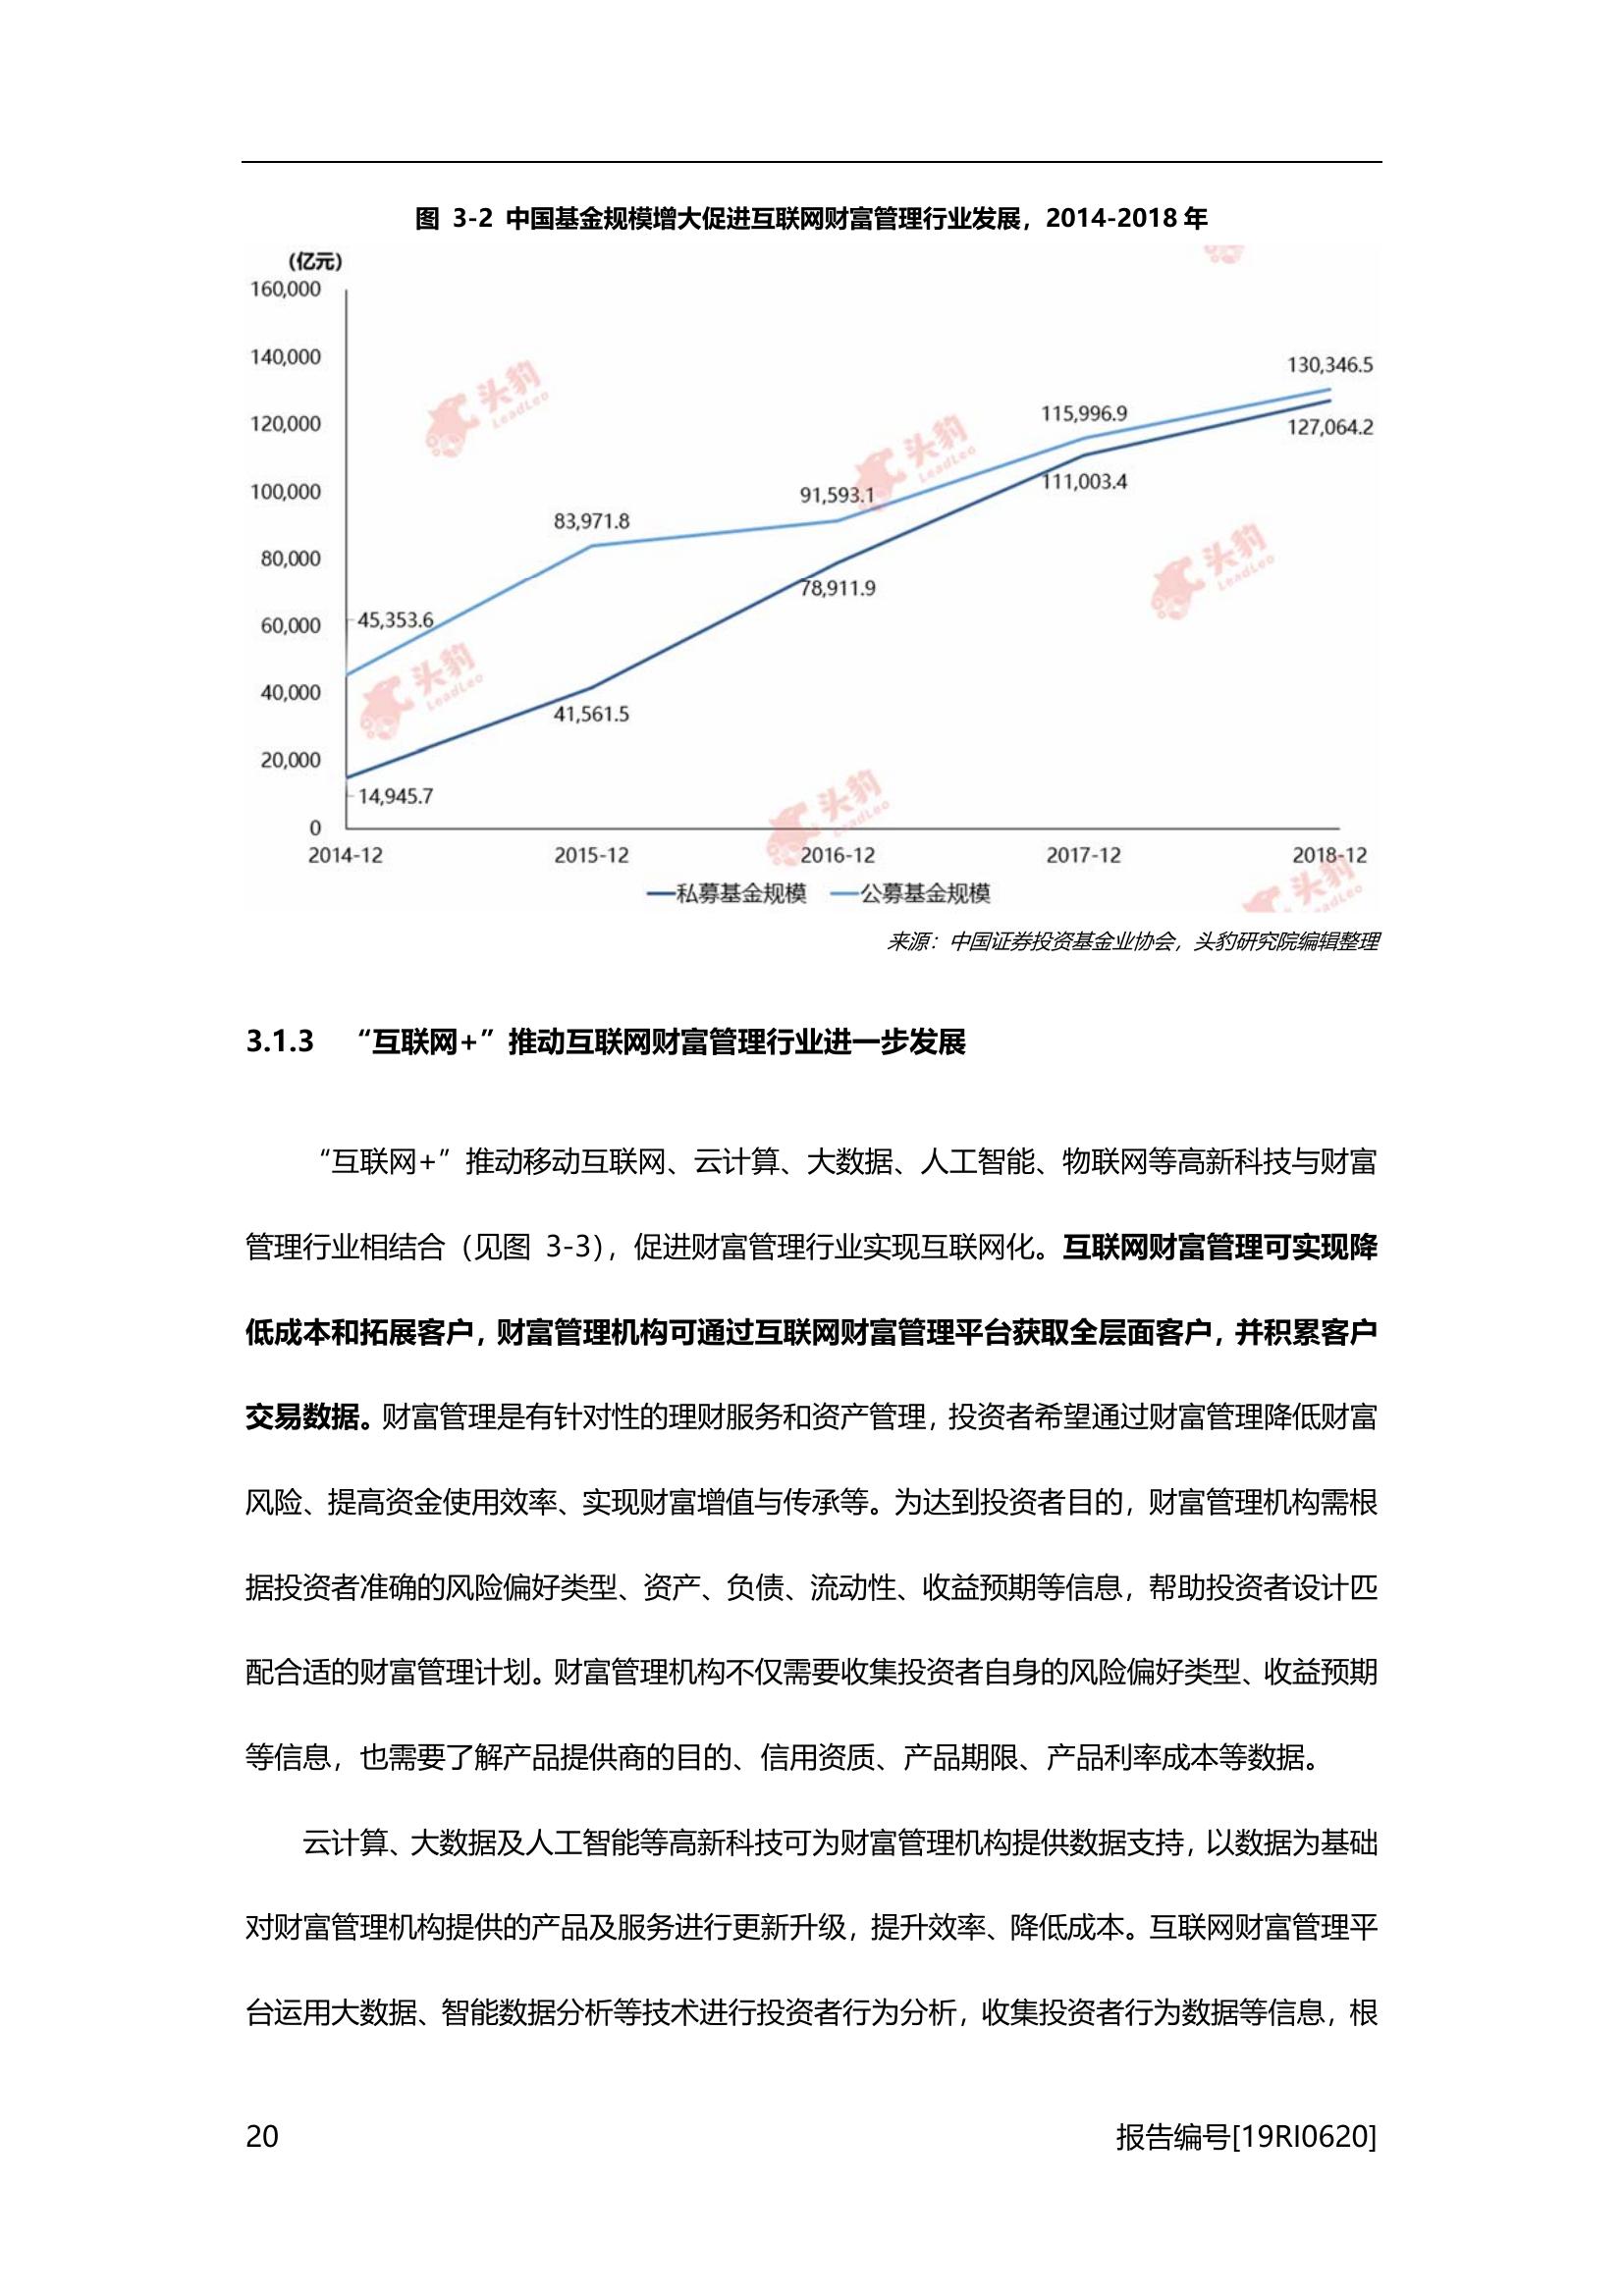 图 3-2 中国基金规模增大促进互联网财富管理行业发展，2014-2018 年
(亿元)
160,000
140,000
120,000
100,000
80,000
60,000
40,000
20,000
0
45,353.6
83,971.8
91,593.1
115,996.9
130,346.5
14,945.7
41,561.5
78,911.9
111,003.4
127,064.2
2014-12 2015-12 2016-12 2017-12 2018-12
私募基金规模 公募基金规模
头豹
LeadLeo
头豹
LeadLeo
头豹
LeadLeo
头豹
LeadLeo
头豹
LeadLeo
头豹
来源：中国证券投资基金业协会，头豹研究院编辑整理
3.1.3 “互联网+”推动互联网财富管理行业进一步发展
“互联网+”推动移动互联网、云计算、大数据、人工智能、物联网等高新科技与财富
管理行业相结合（见图 3-3），促进财富管理行业实现互联网化。互联网财富管理可实现降
低成本和拓展客户，财富管理机构可通过互联网财富管理平台获取全层面客户，并积累客户
交易数据。财富管理是有针对性的理财服务和资产管理，投资者希望通过财富管理降低财富
风险、提高资金使用效率、实现财富增值与传承等。为达到投资者目的，财富管理机构需根
据投资者准确的风险偏好类型、资产、负债、流动性、收益预期等信息，帮助投资者设计匹
配合适的财富管理计划。财富管理机构不仅需要收集投资者自身的风险偏好类型、收益预期
等信息，也需要了解产品提供商的目的、信用资质、产品期限、产品利率成本等数据。
云计算、大数据及人工智能等高新科技可为财富管理机构提供数据支持，以数据为基础
对财富管理机构提供的产品及服务进行更新升级，提升效率、降低成本。互联网财富管理平
台运用大数据、智能数据分析等技术进行投资者行为分析，收集投资者行为数据等信息，根
20 报告编号[19RI0620]